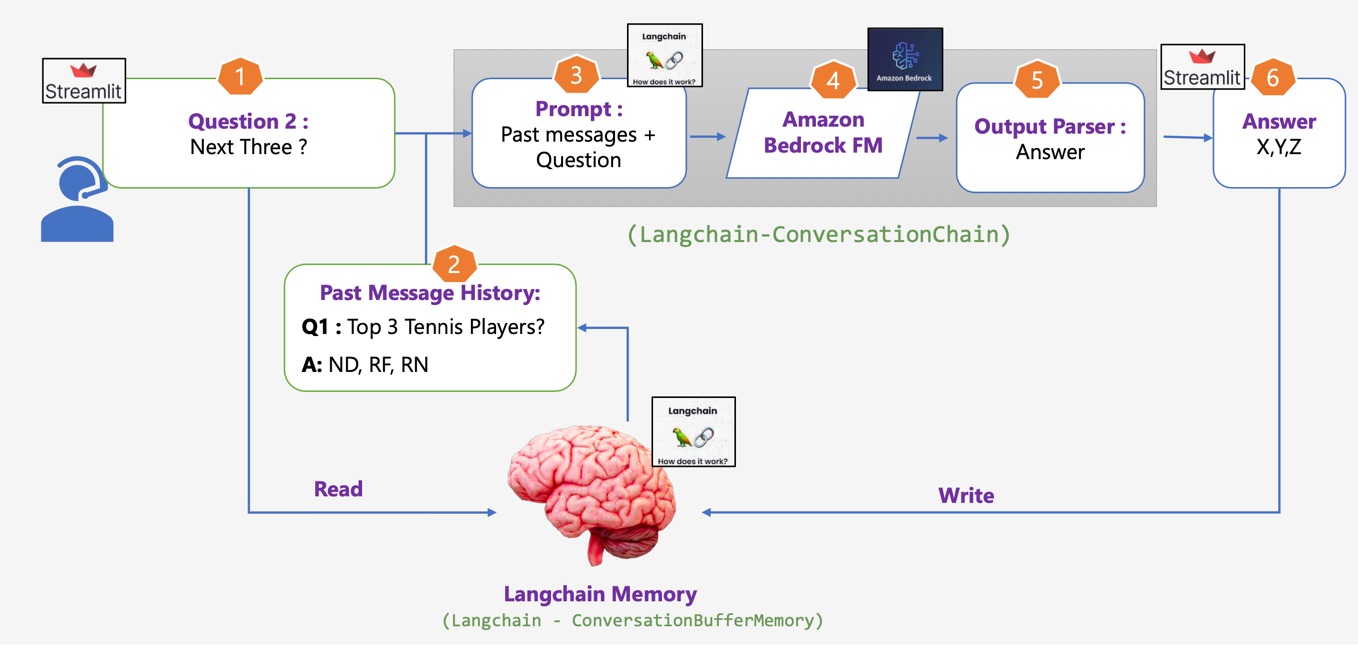 Streamlit
1
Question 2 :
Next Three ?
Langchain
How does it work?
3
Prompt :
Past messages +
Question
Amazon Bedrock
4
Amazon
Bedrock FM
5
Output Parser :
Answer
Streamlit
6
Answer
X,Y,Z
(Langchain-ConversationChain)
2
Past Message History:
Q1 : Top 3 Tennis Players?
A: ND, RF, RN
Langchain
How does it work?
Read
Write
Langchain Memory
(Langchain - ConversationBufferMemory)